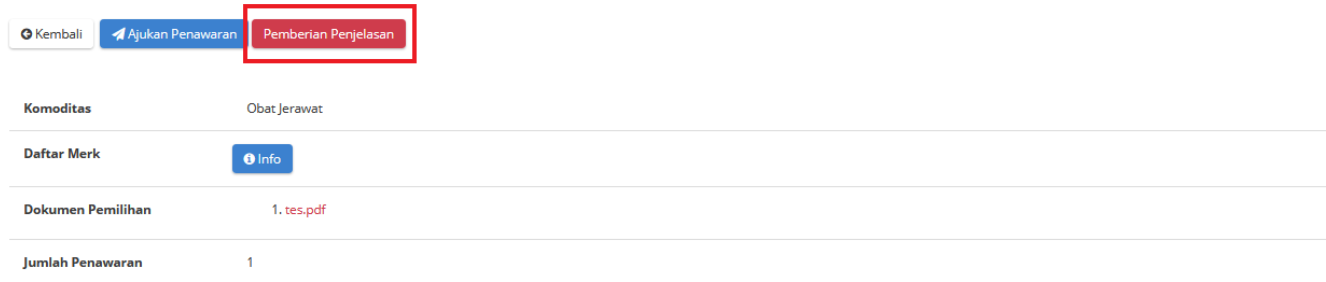 Kembali Ajukan Penawaran Pemberian Penjelasan
Komoditas Obat Jerawat
Daftar Merk Info
Dokumen Pemilihan 1. tes.pdf
Jumlah Penawaran 1